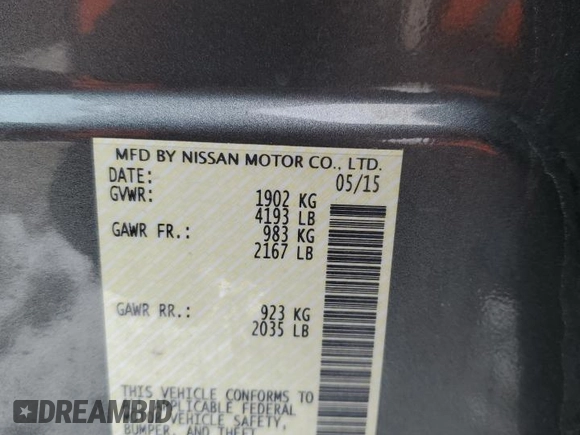 MFD BY NISSAN MOTOR CO., LTD.
DATE: 05/15
GVWR: 1902 KG
4193 LB
GAWR FR.: 983 KG
2167 LB
GAWR RR.: 923 KG
2035 LB
THIS VEHICLE CONFORMS TO
FEDERAL
VEHICLE SAFETY,
BUMPER, AND THEFT
DREAMBID